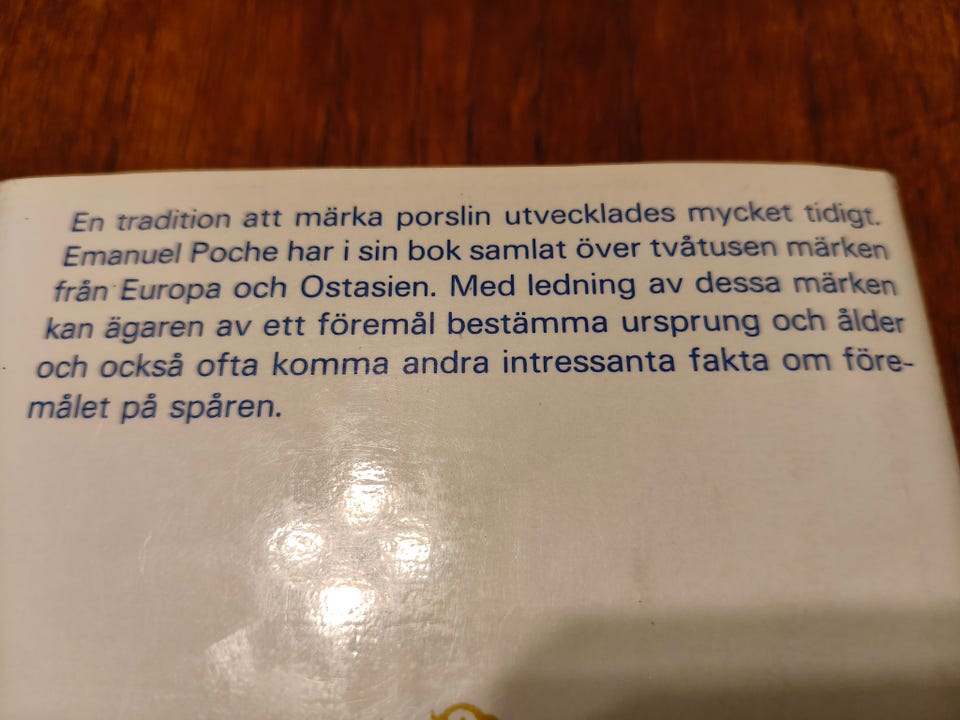 En tradition att märka porslin utvecklades mycket tidigt.
Emanuel Poche har i sin bok samlat över tvåtusen märken
från Europa och Ostasien. Med ledning av dessa märken
kan ägaren av ett föremål bestämma ursprung och ålder
och också ofta komma andra intressanta fakta om före-
målet på spåren.